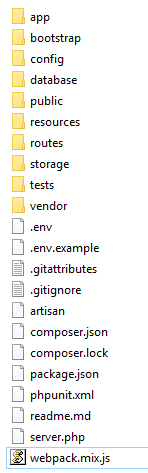 app
bootstrap
config
database
public
resources
routes
storage
tests
vendor
.env
.env.example
.gitattributes
.gitignore
artisan
composer.json
composer.lock
package.json
phpunit.xml
readme.md
server.php
webpack.mix.js